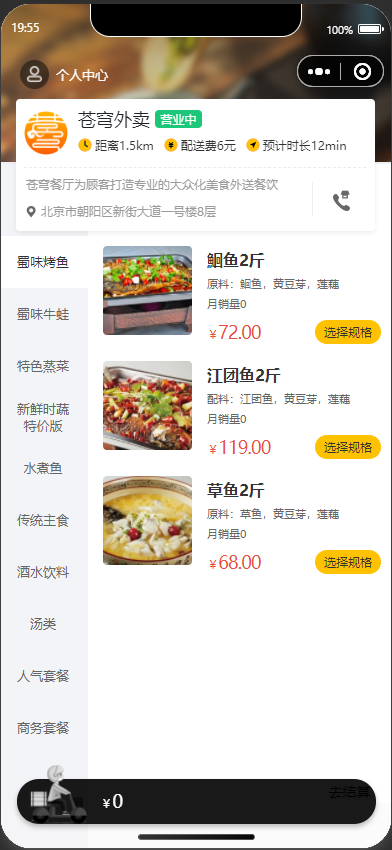 19:55
100%
个人中心
苍穹外卖 营业中
距离1.5km 配送费6元 预计时长12min
苍穹餐厅为顾客打造专业的大众化美食外送餐饮
北京市朝阳区新街大道一号楼8层
蜀味烤鱼
蜀味牛蛙
特色蒸菜
新鲜时蔬
特价版
水煮鱼
传统主食
酒水饮料
汤类
人气套餐
商务套餐
鮰鱼2斤
原料：鮰鱼，黄豆芽，莲藕
月销量0
￥72.00 选择规格
江团鱼2斤
配料：江团鱼，黄豆芽，莲藕
月销量0
￥119.00 选择规格
草鱼2斤
原料：草鱼，黄豆芽，莲藕
月销量0
￥68.00 选择规格
￥0
去结算